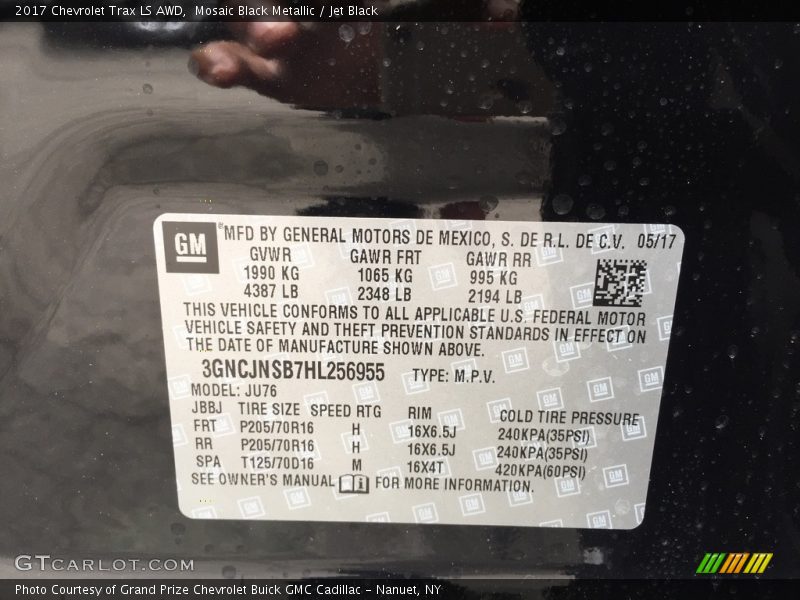 2017 Chevrolet Trax LS AWD, Mosaic Black Metallic / Jet Black
GM ® MFD BY GENERAL MOTORS DE MEXICO, S. DE R.L. DE C.V. 05/17
GVWR GAWR FRT GAWR RR
1990 KG 1065 KG 995 KG
4387 LB 2348 LB 2194 LB
THIS VEHICLE CONFORMS TO ALL APPLICABLE U.S. FEDERAL MOTOR
VEHICLE SAFETY AND THEFT PREVENTION STANDARDS IN EFFECT ON
THE DATE OF MANUFACTURE SHOWN ABOVE.
3GNCJNSB7HL256955 TYPE: M.P.V.
MODEL: JU76
JBBJ TIRE SIZE SPEED RTG RIM COLD TIRE PRESSURE
FRT P205/70R16 H 16X6.5J 240KPA(35PSI)
RR P205/70R16 H 16X6.5J 240KPA(35PSI)
SPA T125/70D16 M 16X4T 420KPA(60PSI)
SEE OWNER'S MANUAL i FOR MORE INFORMATION.
GTCARLOT.COM
Photo Courtesy of Grand Prize Chevrolet Buick GMC Cadillac - Nanuet, NY